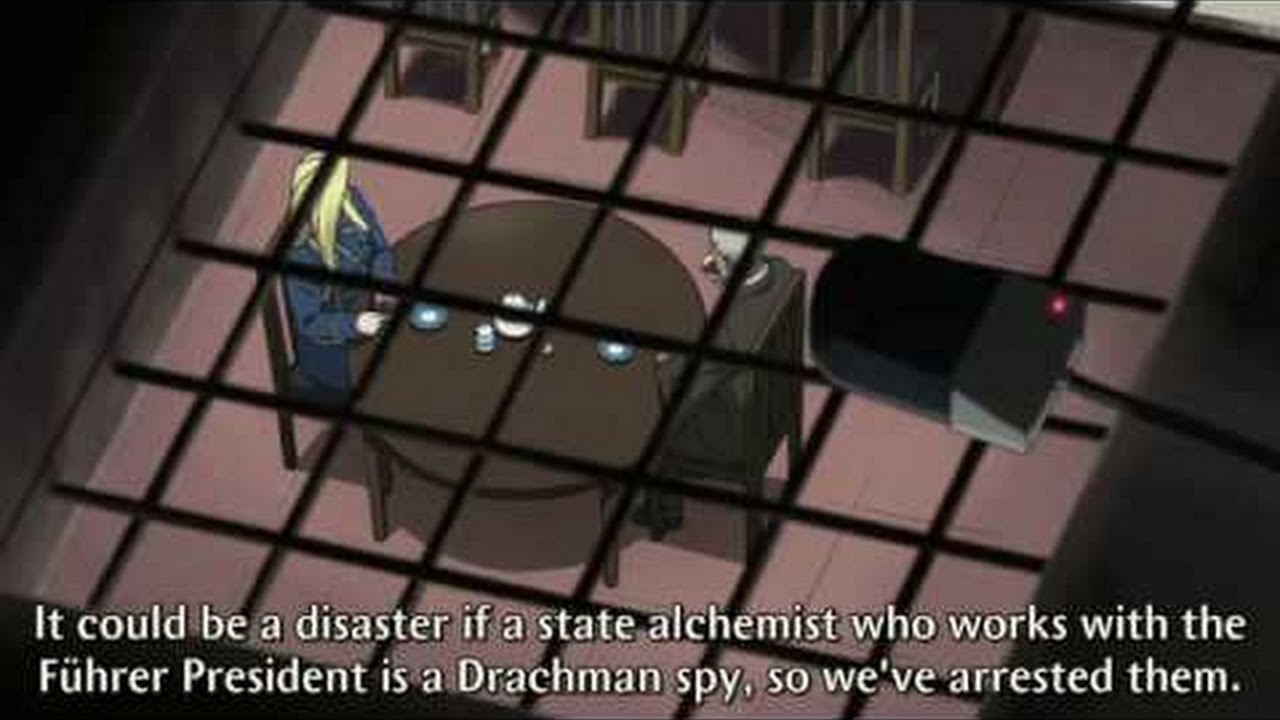 It could be a disaster if a state alchemist who works with the
Führer President is a Drachman spy, so we've arrested them.